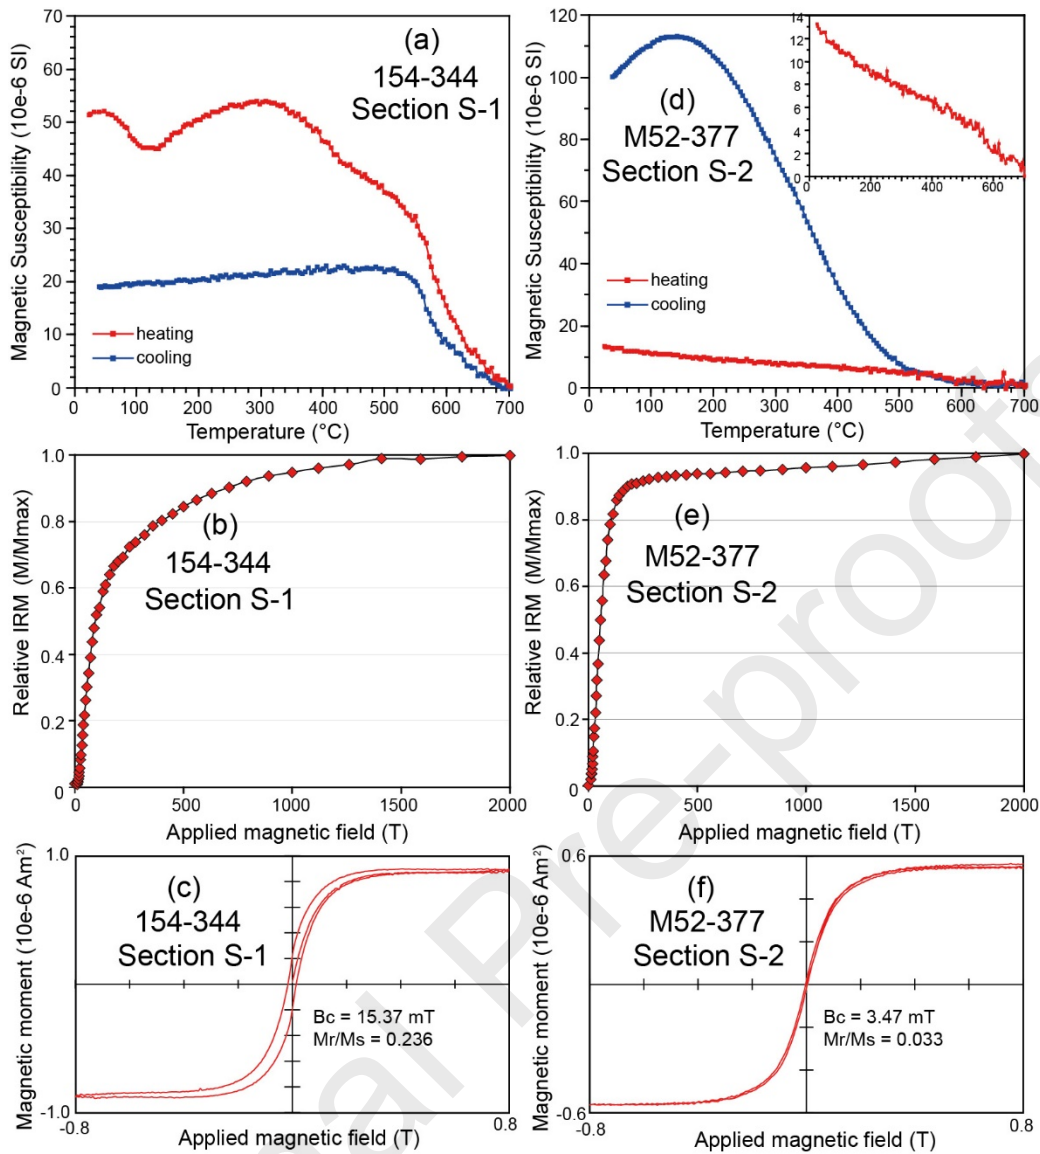 70
60
50
40
30
20
10
0
Magnetic Susceptibility (10e-6 SI)
(a)
154-344
Section S-1
heating
cooling
0 100 200 300 400 500 600 700
Temperature (°C)
120
100
80
60
40
20
0
Magnetic Susceptibility (10e-6 SI)
(d)
M52-377
Section S-2
14
12
10
8
6
4
2
0
200 400 600
heating
cooling
0 100 200 300 400 500 600 700
Temperature (°C)
1.0
0.8
0.6
0.4
0.2
0
Relative IRM (M/Mmax)
(b)
154-344
Section S-1
0 500 1000 1500 2000
Applied magnetic field (T)
1.0
0.8
0.6
0.4
0.2
0
Relative IRM (M/Mmax)
(e)
M52-377
Section S-2
0 500 1000 1500 2000
Applied magnetic field (T)
1.0
Magnetic moment (10e-6 Am²)
(c)
154-344
Section S-1
Bc = 15.37 mT
Mr/Ms = 0.236
-1.0
-0.8 0.8
Applied magnetic field (T)
0.6
Magnetic moment (10e-6 Am²)
(f)
M52-377
Section S-2
Bc = 3.47 mT
Mr/Ms = 0.033
-0.6
-0.8 0.8
Applied magnetic field (T)
nal Pre-proofs